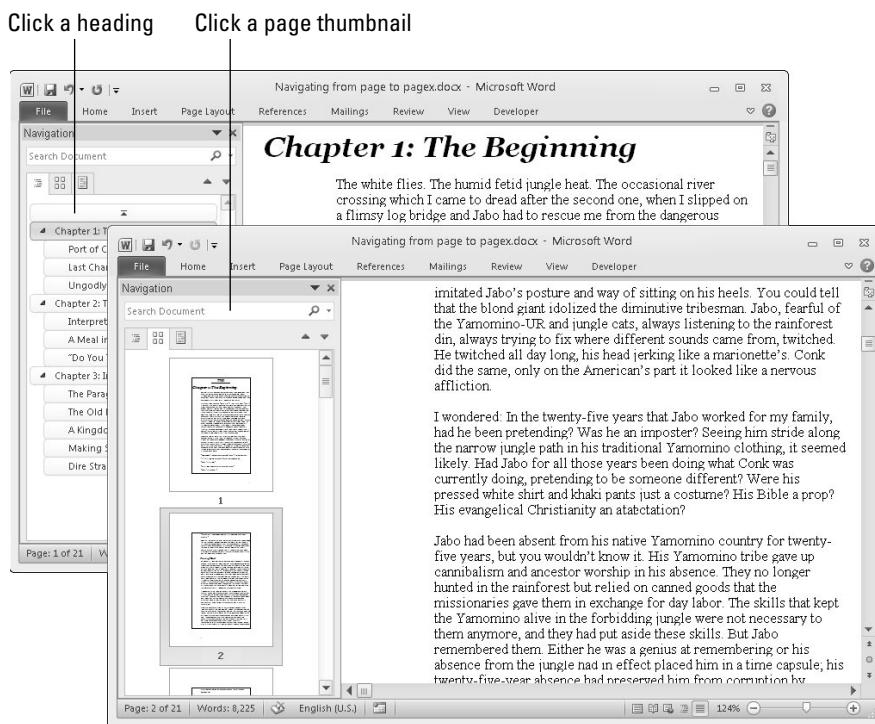 Click a heading
Click a page thumbnail
Navigating from page to pagex.docx - Microsoft Word
File Home Insert Page Layout References Mailings Review View Developer
Navigation
Search Document
Chapter 1: T
Port of C
Last Char
Ungodly
Chapter 2: T
Interpret
A Meal in
“Do You
Chapter 3: I
The Parag
The Old
A Kingdo
Making S
Dire Stra
Page: 1 of 21
Chapter 1: The Beginning
The white flies. The humid fetid jungle heat. The occasional river
crossing which I came to dread after the second one, when I slipped on
a flimsy log bridge and Jabo had to rescue me from the dangerous
Navigating from page to pagex.docx - Microsoft Word
File Home Insert Page Layout References Mailings Review View Developer
Navigation
Search Document
Chapter 1: The Beginning
1
2
imitated Jabo’s posture and way of sitting on his heels. You could tell
that the blond giant idolized the diminutive tribesman. Jabo, fearful of
the Yamomino-UR and jungle cats, always listening to the rainforest
din, always trying to fix where different sounds came from, twitched.
He twitched all day long, his head jerking like a marionette’s. Conk
did the same, only on the American’s part it looked like a nervous
affliction.
I wondered: In the twenty-five years that Jabo worked for my family,
had he been pretending? Was he an imposter? Seeing him stride along
the narrow jungle path in his traditional Yamomino clothing, it seemed
likely. Had Jabo for all those years been doing what Conk was
currently doing, pretending to be someone different? Were his
pressed white shirt and khaki pants just a costume? His Bible a prop?
His evangelical Christianity an atabctation?
Jabo had been absent from his native Yamomino country for twenty-
five years, but you wouldn’t know it. His Yamomino tribe gave up
cannibalism and ancestor worship in his absence. They no longer
hunted in the rainforest but relied on canned goods that the
missionaries gave them in exchange for day labor. The skills that kept
the Yamomino alive in the forbidding jungle were not necessary to
them anymore, and they had put aside these skills. But Jabo
remembered them. Either he was a genius at remembering or his
absence from the jungle had in effect placed him in a time capsule; his
twenty-five-year absence had preserved him from corruption by
Page: 2 of 21 Words: 8,225 English (U.S.) 124%